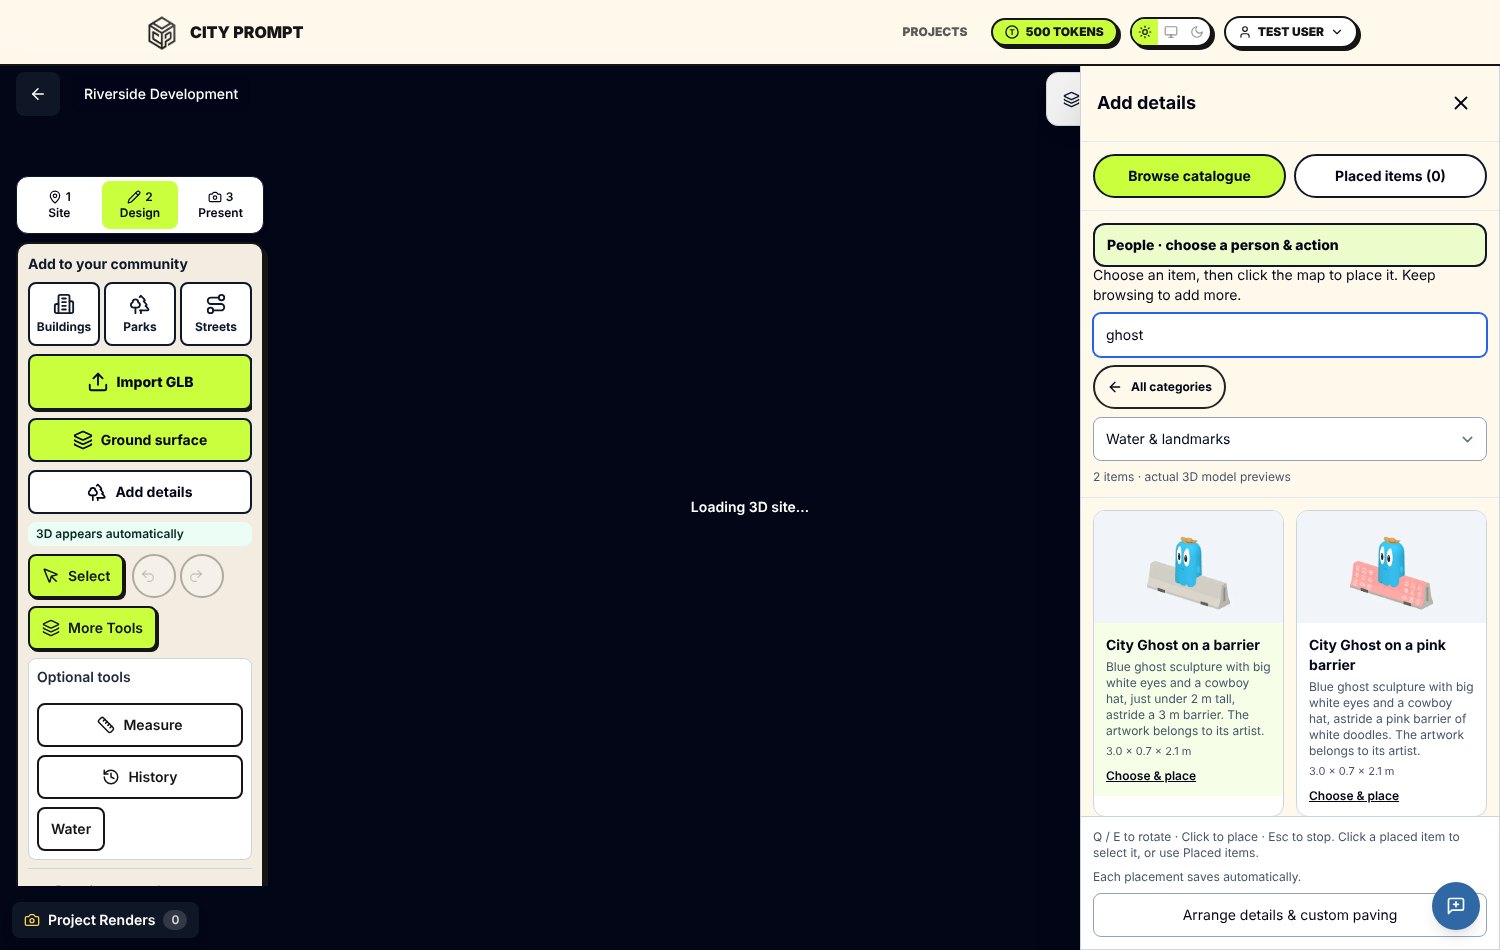 CITY PROMPT
PROJECTS
500 TOKENS
TEST USER
Riverside Development
1
Site
2
Design
3
Present
Add to your community
Buildings
Parks
Streets
Import GLB
Ground surface
Add details
3D appears automatically
Select
More Tools
Optional tools
Measure
History
Water
Project Renders 0
Loading 3D site...
Add details
Browse catalogue
Placed items (0)
People · choose a person & action
Choose an item, then click the map to place it. Keep
browsing to add more.
ghost
All categories
Water & landmarks
2 items · actual 3D model previews
City Ghost on a barrier
Blue ghost sculpture with big
white eyes and a cowboy
hat, just under 2 m tall,
astride a 3 m barrier. The
artwork belongs to its artist.
3.0 × 0.7 × 2.1 m
Choose & place
City Ghost on a pink
barrier
Blue ghost sculpture with big
white eyes and a cowboy
hat, astride a pink barrier of
white doodles. The artwork
belongs to its artist.
3.0 × 0.7 × 2.1 m
Choose & place
Q / E to rotate · Click to place · Esc to stop. Click a placed item to
select it, or use Placed items.
Each placement saves automatically.
Arrange details & custom paving